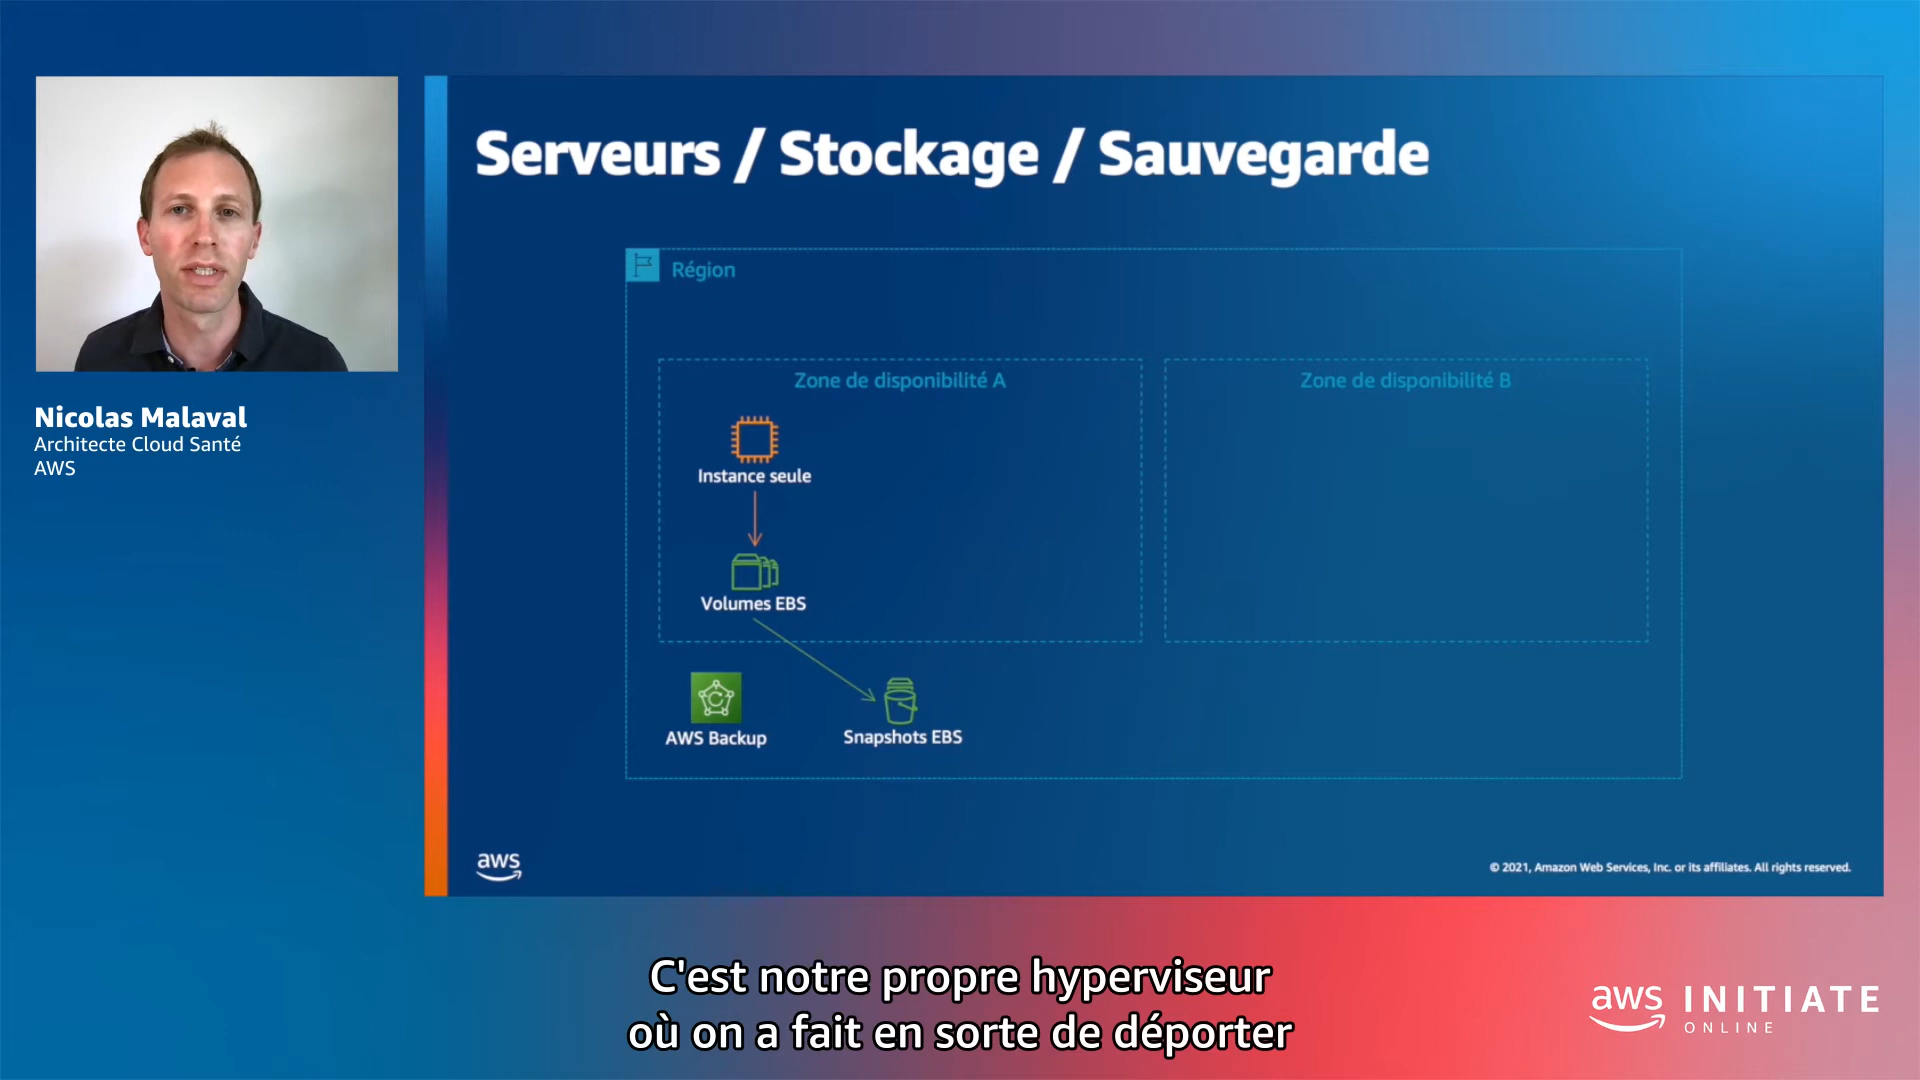 Serveurs / Stockage / Sauvegarde
Nicolas Malaval
Architecte Cloud Santé
AWS
Région
Zone de disponibilité A
Zone de disponibilité B
Instance seule
Volumes EBS
AWS Backup
Snapshots EBS
aws
© 2021, Amazon Web Services, Inc. or its affiliates. All rights reserved.
C'est notre propre hyperviseur
où on a fait en sorte de déporter
aws INITIATE
ONLINE